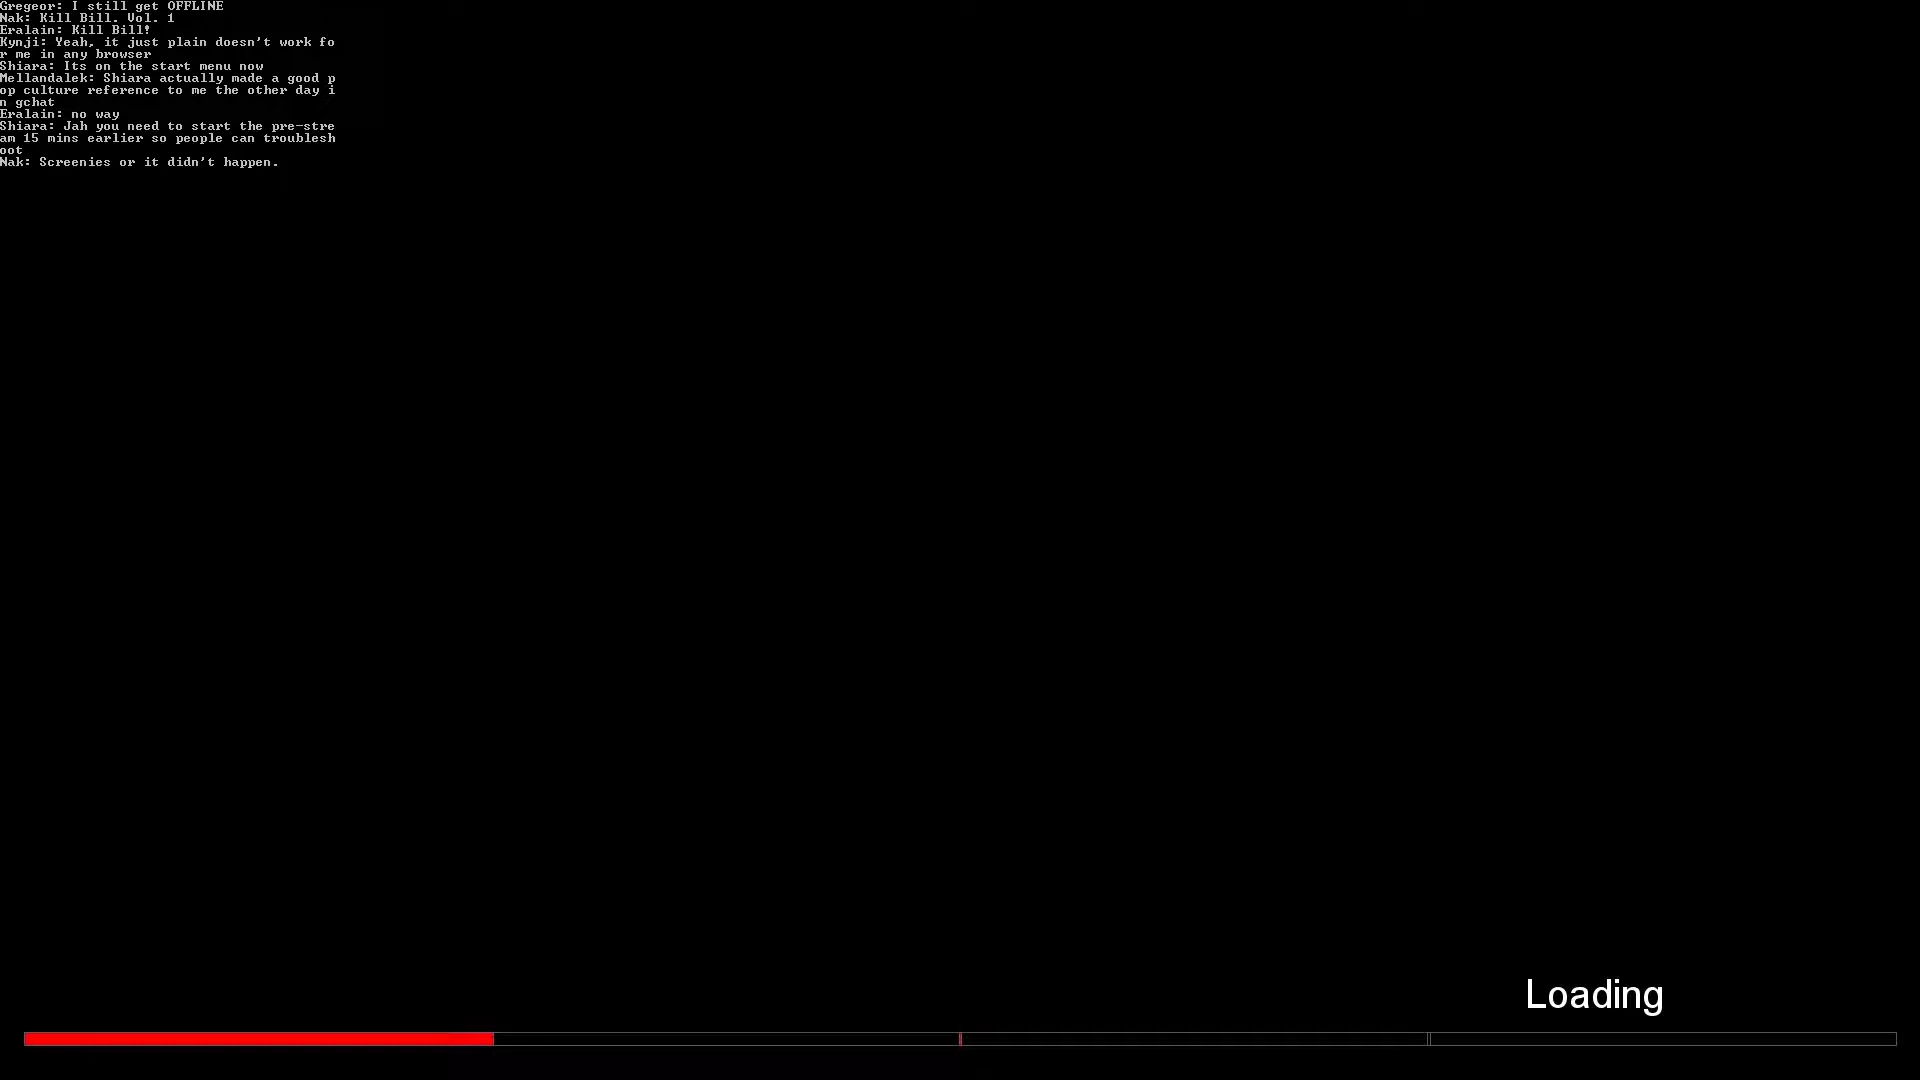 Gregeor: I still get OFFLINE
Nak: Kill Bill. Vol. 1
Eralain: Kill Bill!
Kynji: Yeah, it just plain doesn't work fo
r me in any browser
Shiara: Its on the start menu now
Mellandalek: Shiara actually made a good p
op culture reference to me the other day i
n gchat
Eralain: no way
Shiara: Jah you need to start the pre-stre
am 15 mins earlier so people can troublesh
oot
Nak: Screenies or it didn't happen.
Loading